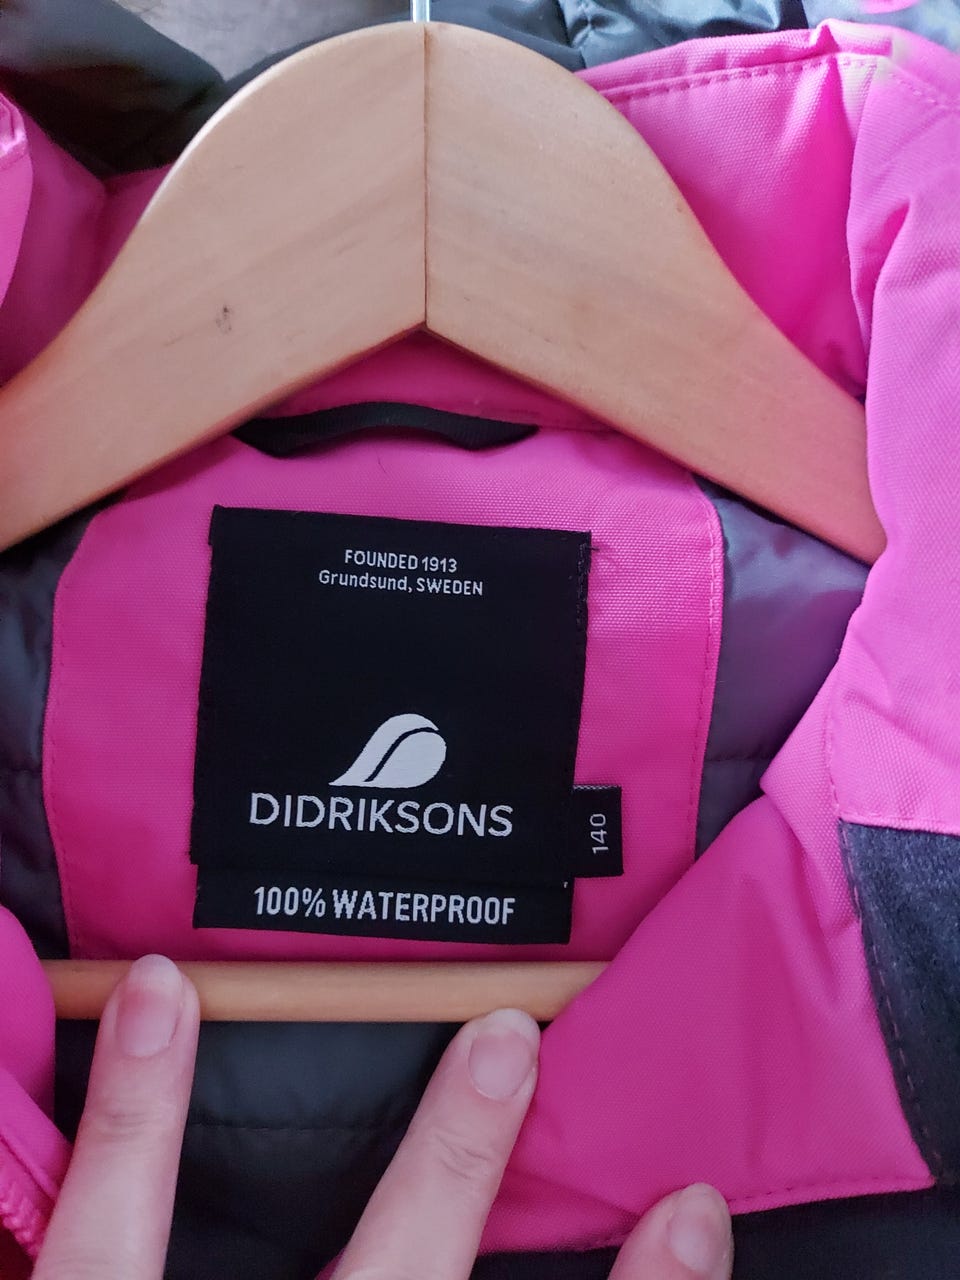 FOUNDED 1913
Grundsund, SWEDEN
DIDRIKSONS
140
100% WATERPROOF